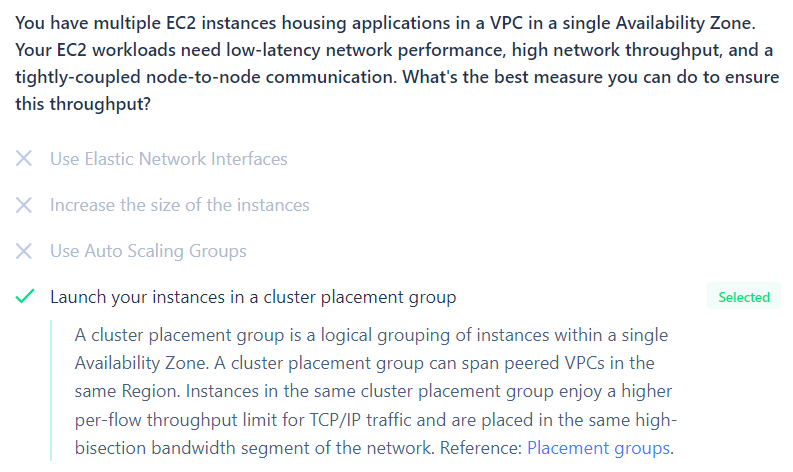 You have multiple EC2 instances housing applications in a VPC in a single Availability Zone.
Your EC2 workloads need low-latency network performance, high network throughput, and a
tightly-coupled node-to-node communication. What's the best measure you can do to ensure
this throughput?
Use Elastic Network Interfaces
Increase the size of the instances
Use Auto Scaling Groups
Launch your instances in a cluster placement group
Selected
A cluster placement group is a logical grouping of instances within a single
Availability Zone. A cluster placement group can span peered VPCs in the
same Region. Instances in the same cluster placement group enjoy a higher
per-flow throughput limit for TCP/IP traffic and are placed in the same high-
bisection bandwidth segment of the network. Reference: Placement groups.